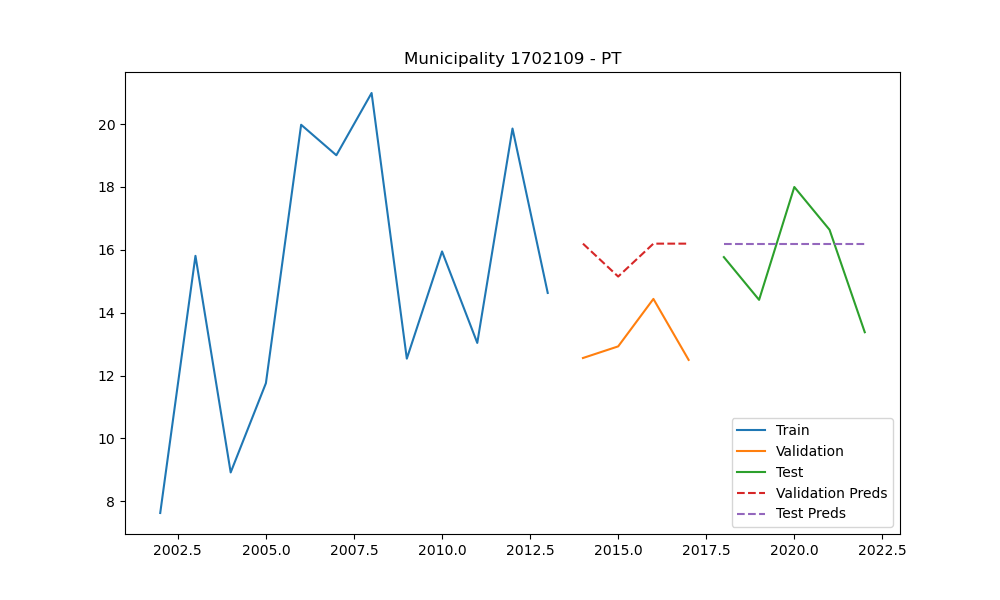 Municipality 1702109 - PT
20
18
16
14
12
10
8
2002.5 2005.0 2007.5 2010.0 2012.5 2015.0 2017.5 2020.0 2022.5
Train
Validation
Test
Validation Preds
Test Preds